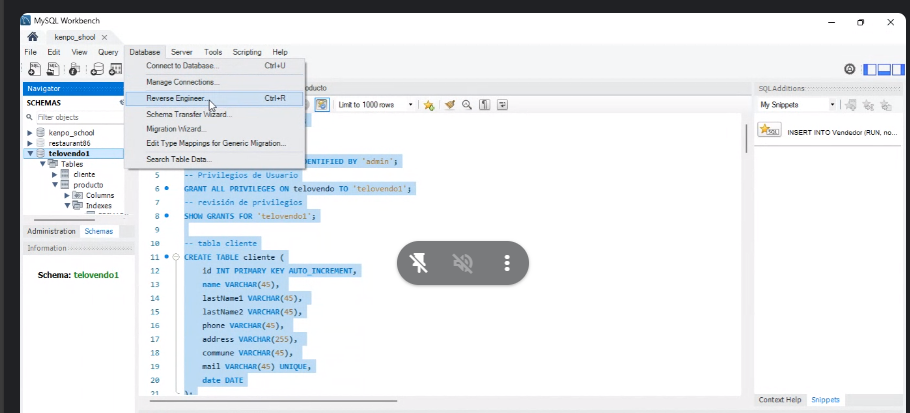 MySQL Workbench
kenpo_shool
File Edit View Query Database Server Tools Scripting Help
Connect to Database... Ctrl+U
Manage Connections...
Reverse Engineer... Ctrl+R
Schema Transfer Wizard...
Migration Wizard...
Edit Type Mappings for Generic Migration...
Search Table Data...
Navigator
SCHEMAS
Filter objects
kenpo_school
restaurant86
telovendo1
Tables
cliente
producto
Columns
Indexes
Administration Schemas
Information
Schema: telovendo1
oducto
Limit to 1000 rows
DENTIFIED BY 'admin';
5 -- Privilegios de Usuario
6 GRANT ALL PRIVILEGES ON telovendo TO 'telovendo1';
7 -- revisión de privilegios
8 SHOW GRANTS FOR 'telovendo1';
9
10 -- tabla cliente
11 CREATE TABLE cliente (
12 id INT PRIMARY KEY AUTO_INCREMENT,
13 name VARCHAR(45),
14 lastName1 VARCHAR(45),
15 lastName2 VARCHAR(45),
16 phone VARCHAR(45),
17 address VARCHAR(255),
18 commune VARCHAR(45),
19 mail VARCHAR(45) UNIQUE,
20 date DATE
21 );
SQLAdditions
My Snippets
INSERT INTO Vendedor (RUN, no...
Context Help Snippets